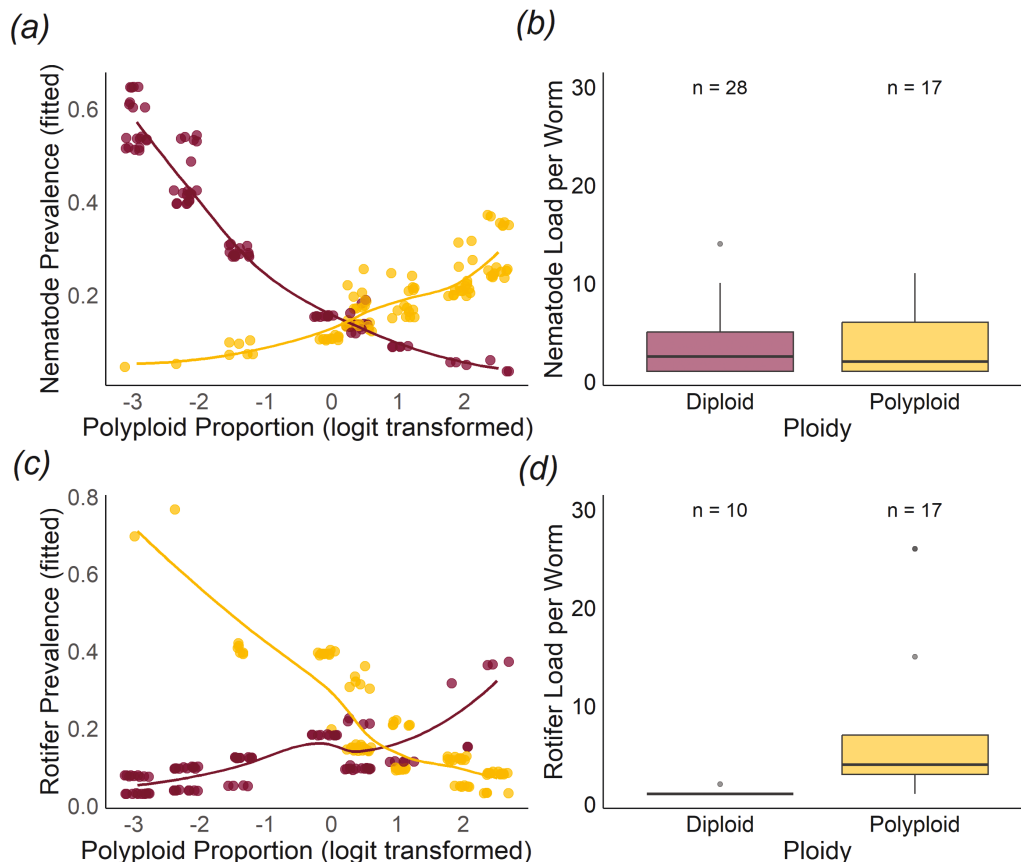 (a)
Nematode Prevalence (fitted)
0.6
0.4
0.2
-3 -2 -1 0 1 2
Polyploid Proportion (logit transformed)
(b)
Nematode Load per Worm
30
20
10
0
n = 28 n = 17
Diploid Polyploid
Ploidy
(c)
Rotifer Prevalence (fitted)
0.8
0.6
0.4
0.2
0.0
-3 -2 -1 0 1 2
Polyploid Proportion (logit transformed)
(d)
Rotifer Load per Worm
30
20
10
0
n = 10 n = 17
Diploid Polyploid
Ploidy